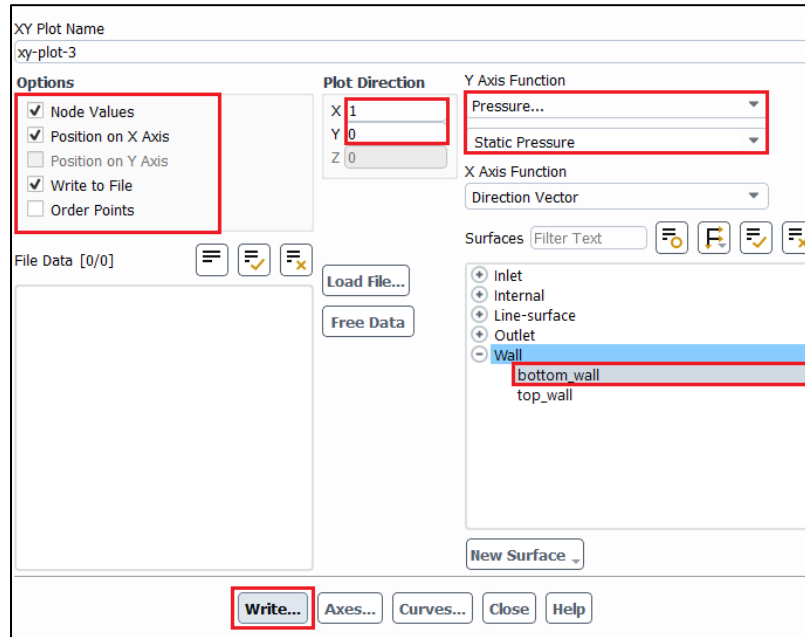 XY Plot Name
xy-plot-3
Options
Node Values
Position on X Axis
Position on Y Axis
Write to File
Order Points
Plot Direction
X 1
Y 0
Z 0
Y Axis Function
Pressure...
Static Pressure
X Axis Function
Direction Vector
File Data [0/0]
Load File...
Free Data
Surfaces Filter Text
Inlet
Internal
Line-surface
Outlet
Wall
bottom_wall
top_wall
New Surface
Write...
Axes...
Curves...
Close
Help